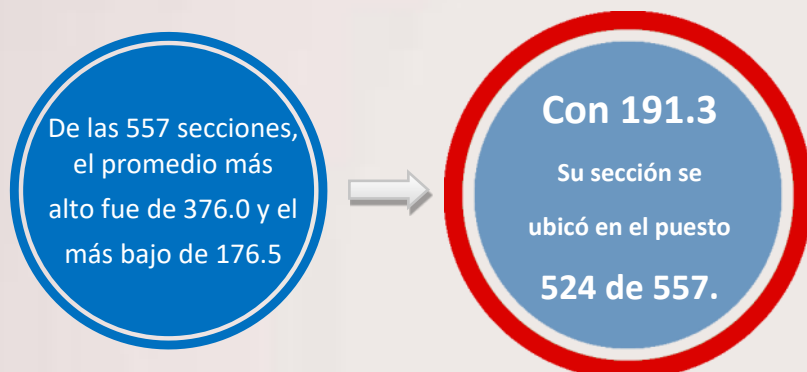 De las 557 secciones,
el promedio más
alto fue de 376.0 y el
más bajo de 176.5
Con 191.3
Su sección se
ubicó en el puesto
524 de 557.